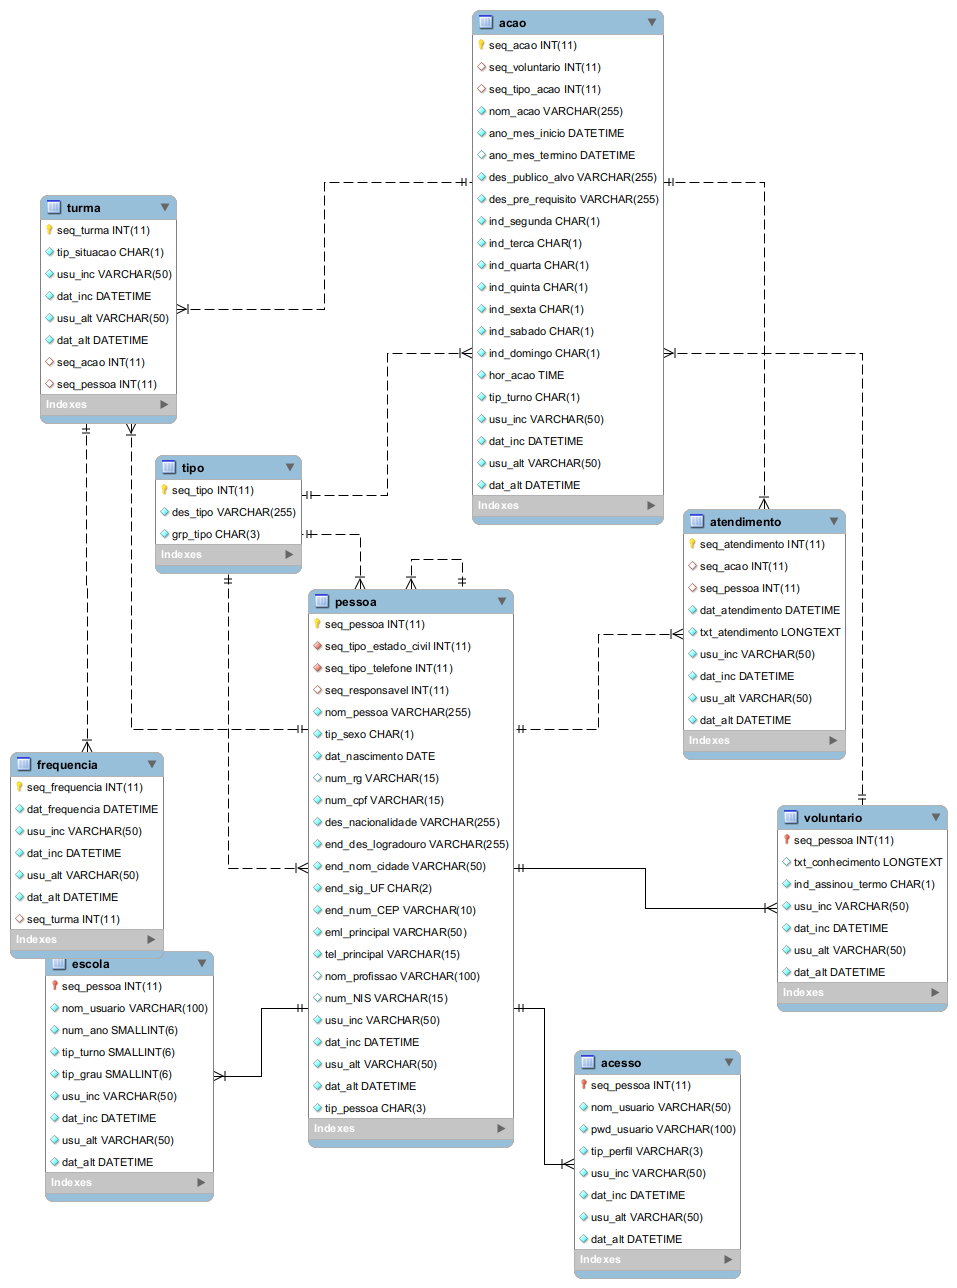 acao
seq_acao INT(11)
seq_voluntario INT(11)
seq_tipo_acao INT(11)
nom_acao VARCHAR(255)
ano_mes_inicio DATETIME
ano_mes_termino DATETIME
des_publico_alvo VARCHAR(255)
des_pre_requisito VARCHAR(255)
ind_segunda CHAR(1)
ind_terca CHAR(1)
ind_quarta CHAR(1)
ind_quinta CHAR(1)
ind_sexta CHAR(1)
ind_sabado CHAR(1)
ind_domingo CHAR(1)
hor_acao TIME
tip_turno CHAR(1)
usu_inc VARCHAR(50)
dat_inc DATETIME
usu_alt VARCHAR(50)
dat_alt DATETIME
Indexes
turma
seq_turma INT(11)
tip_situacao CHAR(1)
usu_inc VARCHAR(50)
dat_inc DATETIME
usu_alt VARCHAR(50)
dat_alt DATETIME
seq_acao INT(11)
seq_pessoa INT(11)
Indexes
tipo
seq_tipo INT(11)
des_tipo VARCHAR(255)
grp_tipo CHAR(3)
Indexes
atendimento
seq_atendimento INT(11)
seq_acao INT(11)
seq_pessoa INT(11)
dat_atendimento DATETIME
txt_atendimento LONGTEXT
usu_inc VARCHAR(50)
dat_inc DATETIME
usu_alt VARCHAR(50)
dat_alt DATETIME
Indexes
pessoa
seq_pessoa INT(11)
seq_tipo_estado_civil INT(11)
seq_tipo_telefone INT(11)
seq_responsavel INT(11)
nom_pessoa VARCHAR(255)
tip_sexo CHAR(1)
dat_nascimento DATE
num_rg VARCHAR(15)
num_cpf VARCHAR(15)
des_nacionalidade VARCHAR(255)
end_des_logradouro VARCHAR(255)
end_nom_cidade VARCHAR(50)
end_sig_UF CHAR(2)
end_num_CEP VARCHAR(10)
eml_principal VARCHAR(50)
tel_principal VARCHAR(15)
nom_profissao VARCHAR(100)
num_NIS VARCHAR(15)
usu_inc VARCHAR(50)
dat_inc DATETIME
usu_alt VARCHAR(50)
dat_alt DATETIME
tip_pessoa CHAR(3)
Indexes
frequencia
seq_frequencia INT(11)
dat_frequencia DATETIME
usu_inc VARCHAR(50)
dat_inc DATETIME
usu_alt VARCHAR(50)
dat_alt DATETIME
seq_turma INT(11)
Indexes
voluntario
seq_pessoa INT(11)
txt_conhecimento LONGTEXT
ind_assinou_termo CHAR(1)
usu_inc VARCHAR(50)
dat_inc DATETIME
usu_alt VARCHAR(50)
dat_alt DATETIME
Indexes
escola
seq_pessoa INT(11)
nom_usuario VARCHAR(100)
num_ano SMALLINT(6)
tip_turno SMALLINT(6)
tip_grau SMALLINT(6)
usu_inc VARCHAR(50)
dat_inc DATETIME
usu_alt VARCHAR(50)
dat_alt DATETIME
Indexes
acesso
seq_pessoa INT(11)
nom_usuario VARCHAR(50)
pwd_usuario VARCHAR(100)
tip_perfil VARCHAR(3)
usu_inc VARCHAR(50)
dat_inc DATETIME
usu_alt VARCHAR(50)
dat_alt DATETIME
Indexes